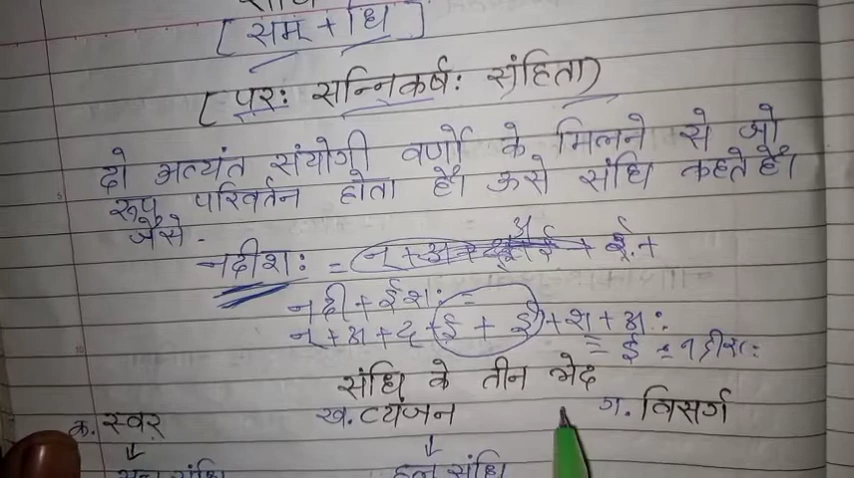 [ सम् + धि ]
( परः सन्निकर्षः संहिता )
दो अत्यंत संयोगी वर्णो के मिलने से जो
रूप परिवर्तन होता है। ऊसे संधि कहते है।
जैसे -
नदीशः =
नदी + ईशः =
न् + अ + द् + ई + ई + श + अः
= ई = नदीशः
संधि के तीन भेद
क. स्वर ख. व्यंजन ग. विसर्ग
↓ ↓
हल संधि